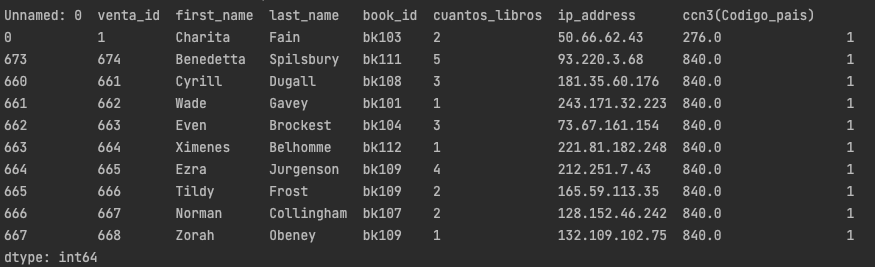 Unnamed: 0  venta_id  first_name  last_name  book_id  cuantos_libros  ip_address  ccn3(Codigo_pais)
0  1  Charita  Fain  bk103  2  50.66.62.43  276.0  1
673  674  Benedetta  Spilsbury  bk111  5  93.220.3.68  840.0  1
660  661  Cyrill  Dugall  bk108  3  181.35.60.176  840.0  1
661  662  Wade  Gavey  bk101  1  243.171.32.223  840.0  1
662  663  Even  Brockest  bk104  3  73.67.161.154  840.0  1
663  664  Ximenes  Belhomme  bk112  1  221.81.182.248  840.0  1
664  665  Ezra  Jurgenson  bk109  4  212.251.7.43  840.0  1
665  666  Tildy  Frost  bk109  2  165.59.113.35  840.0  1
666  667  Norman  Collingham  bk107  2  128.152.46.242  840.0  1
667  668  Zorah  Obeney  bk109  1  132.109.102.75  840.0  1
dtype: int64